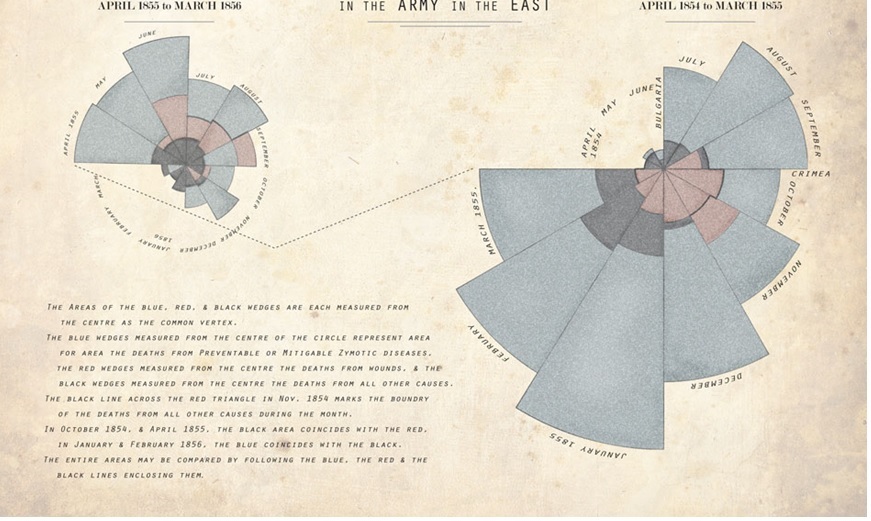 APRIL 1855 to MARCH 1856
IN THE ARMY IN THE EAST
APRIL 1854 to MARCH 1855
APRIL 1855
MAY
JUNE
JULY
AUGUST
SEPTEMBER
OCTOBER
NOVEMBER
DECEMBER
JANUARY 1856
FEBRUARY
MARCH
APRIL 1854
MAY
JUNE
BULGARIA
JULY
AUGUST
SEPTEMBER
CRIMEA
OCTOBER
NOVEMBER
DECEMBER
JANUARY 1855
FEBRUARY
MARCH 1855.
THE AREAS OF THE BLUE, RED, & BLACK WEDGES ARE EACH MEASURED FROM
THE CENTRE AS THE COMMON VERTEX.
THE BLUE WEDGES MEASURED FROM THE CENTRE OF THE CIRCLE REPRESENT AREA
FOR AREA THE DEATHS FROM PREVENTABLE OR MITIGABLE ZYMOTIC DISEASES,
THE RED WEDGES MEASURED FROM THE CENTRE THE DEATHS FROM WOUNDS, & THE
BLACK WEDGES MEASURED FROM THE CENTRE THE DEATHS FROM ALL OTHER CAUSES.
THE BLACK LINE ACROSS THE RED TRIANGLE IN NOV. 1854 MARKS THE BOUNDRY
OF THE DEATHS FROM ALL OTHER CAUSES DURING THE MONTH.
IN OCTOBER 1854, & APRIL 1855, THE BLACK AREA COINCIDES WITH THE RED,
IN JANUARY & FEBRUARY 1856, THE BLUE COINCIDES WITH THE BLACK.
THE ENTIRE AREAS MAY BE COMPARED BY FOLLOWING THE BLUE, THE RED & THE
BLACK LINES ENCLOSING THEM.